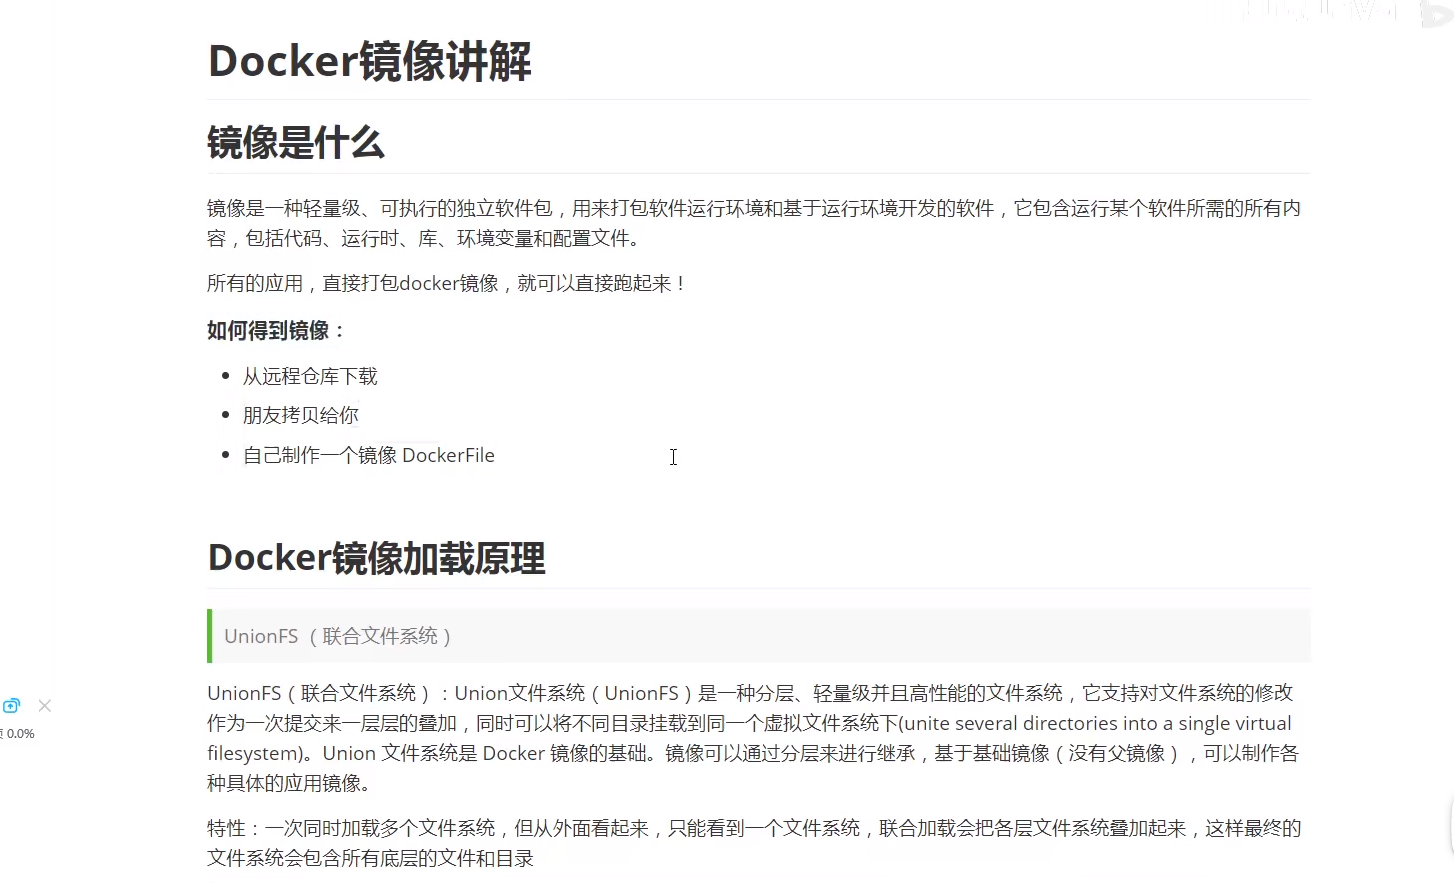 Docker镜像讲解
镜像是什么
镜像是一种轻量级、可执行的独立软件包，用来打包软件运行环境和基于运行环境开发的软件，它包含运行某个软件所需的所有内
容，包括代码、运行时、库、环境变量和配置文件。
所有的应用，直接打包docker镜像，就可以直接跑起来！
如何得到镜像：
从远程仓库下载
朋友拷贝给你
自己制作一个镜像 DockerFile
Docker镜像加载原理
UnionFS （联合文件系统）
UnionFS（联合文件系统）：Union文件系统（UnionFS）是一种分层、轻量级并且高性能的文件系统，它支持对文件系统的修改
作为一次提交来一层层的叠加，同时可以将不同目录挂载到同一个虚拟文件系统下(unite several directories into a single virtual
filesystem)。Union 文件系统是 Docker 镜像的基础。镜像可以通过分层来进行继承，基于基础镜像（没有父镜像），可以制作各
种具体的应用镜像。
0.0%
特性：一次同时加载多个文件系统，但从外面看起来，只能看到一个文件系统，联合加载会把各层文件系统叠加起来，这样最终的
文件系统会包含所有底层的文件和目录